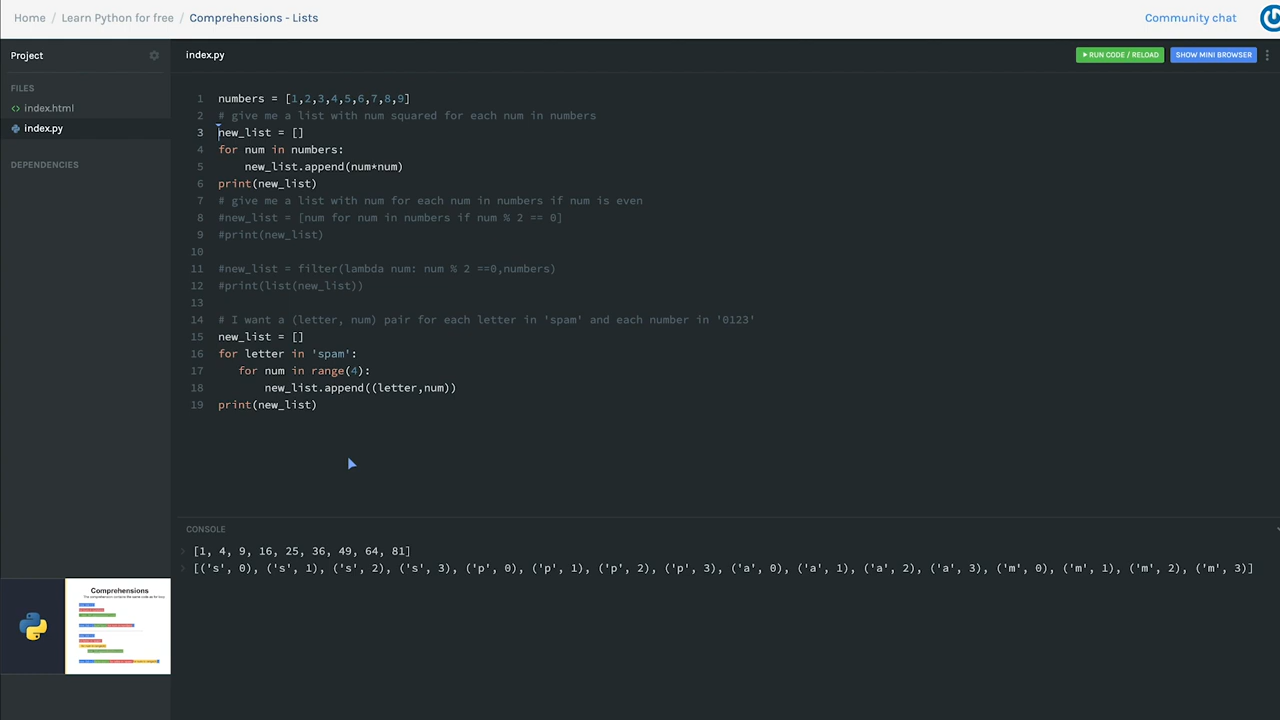 Home / Learn Python for free / Comprehensions - Lists
Community chat
Project
index.py
▶RUN CODE / RELOAD
SHOW MINI BROWSER
FILES
<> index.html
index.py
DEPENDENCIES
1 numbers = [1,2,3,4,5,6,7,8,9]
2 # give me a list with num squared for each num in numbers
3 new_list = []
4 for num in numbers:
5     new_list.append(num*num)
6 print(new_list)
7 # give me a list with num for each num in numbers if num is even
8 #new_list = [num for num in numbers if num % 2 == 0]
9 #print(new_list)
10
11 #new_list = filter(lambda num: num % 2 ==0,numbers)
12 #print(list(new_list))
13
14 # I want a (letter, num) pair for each letter in 'spam' and each number in '0123'
15 new_list = []
16 for letter in 'spam':
17    for num in range(4):
18        new_list.append((letter,num))
19 print(new_list)
CONSOLE
> [1, 4, 9, 16, 25, 36, 49, 64, 81]
> [('s', 0), ('s', 1), ('s', 2), ('s', 3), ('p', 0), ('p', 1), ('p', 2), ('p', 3), ('a', 0), ('a', 1), ('a', 2), ('a', 3), ('m', 0), ('m', 1), ('m', 2), ('m', 3)]
Comprehensions